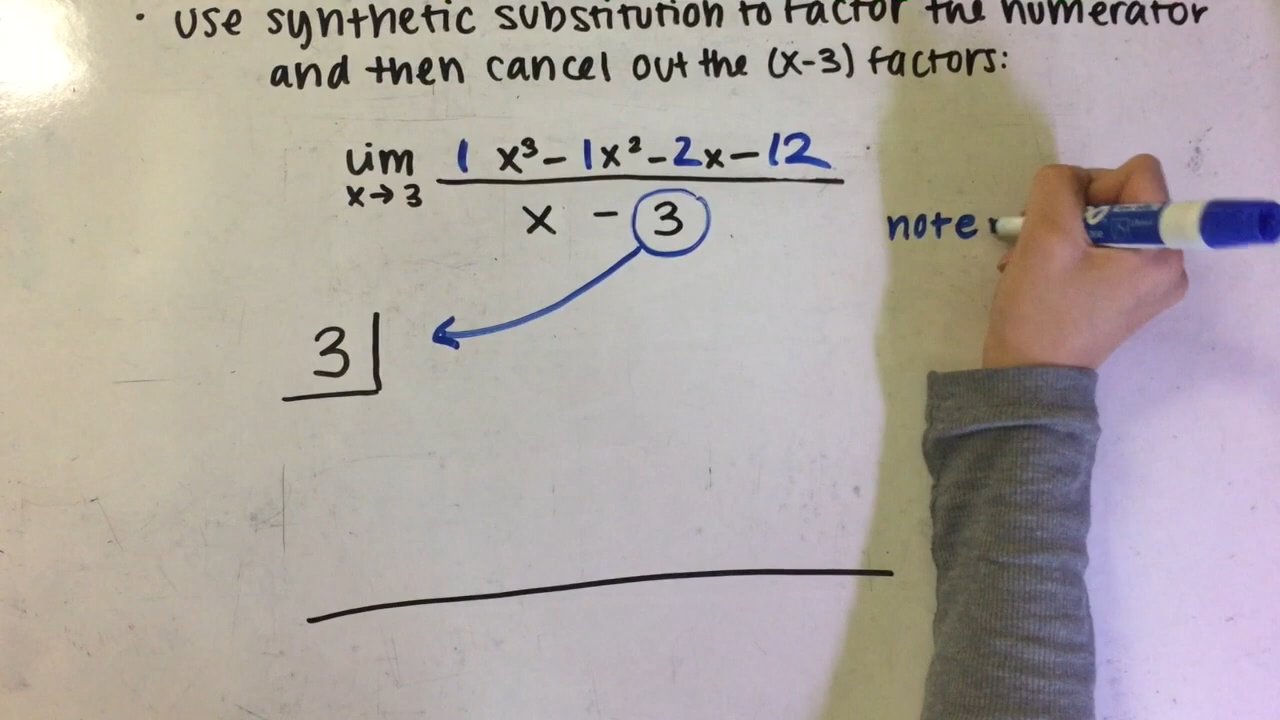 · use synthetic substitution to factor the numerator
and then cancel out the (x-3) factors:
lim 1 x³ - 1x² - 2x - 12
x → 3
x - 3
note
3